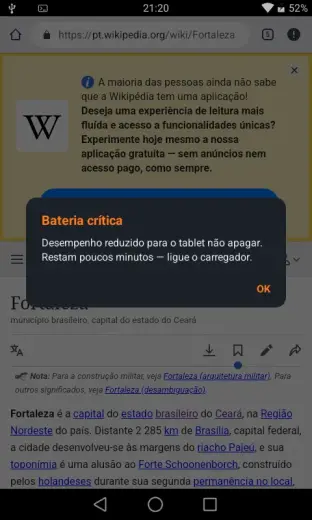 21:20
52%
https://pt.wikipedia.org/wiki/Fortaleza
A maioria das pessoas ainda não sabe
que a Wikipédia tem uma aplicação!
Deseja uma experiência de leitura mais
fluída e acesso a funcionalidades únicas?
Experimente hoje mesmo a nossa
aplicação gratuita — sem anúncios nem
acesso pago, como sempre.
W
Bateria crítica
Desempenho reduzido para o tablet não apagar.
Restam poucos minutos — ligue o carregador.
OK
Fortaleza
município brasileiro, capital do estado do Ceará
Nota: Para a construção militar, veja Fortaleza (arquitetura militar). Para
outros significados, veja Fortaleza (desambiguação).
Fortaleza é a capital do estado brasileiro do Ceará, na Região
Nordeste do país. Distante 2 285 km de Brasília, capital federal,
a cidade desenvolveu-se às margens do riacho Pajeú, e sua
toponímia é uma alusão ao Forte Schoonenborch, construído
pelos holandeses durante sua segunda permanência no local,